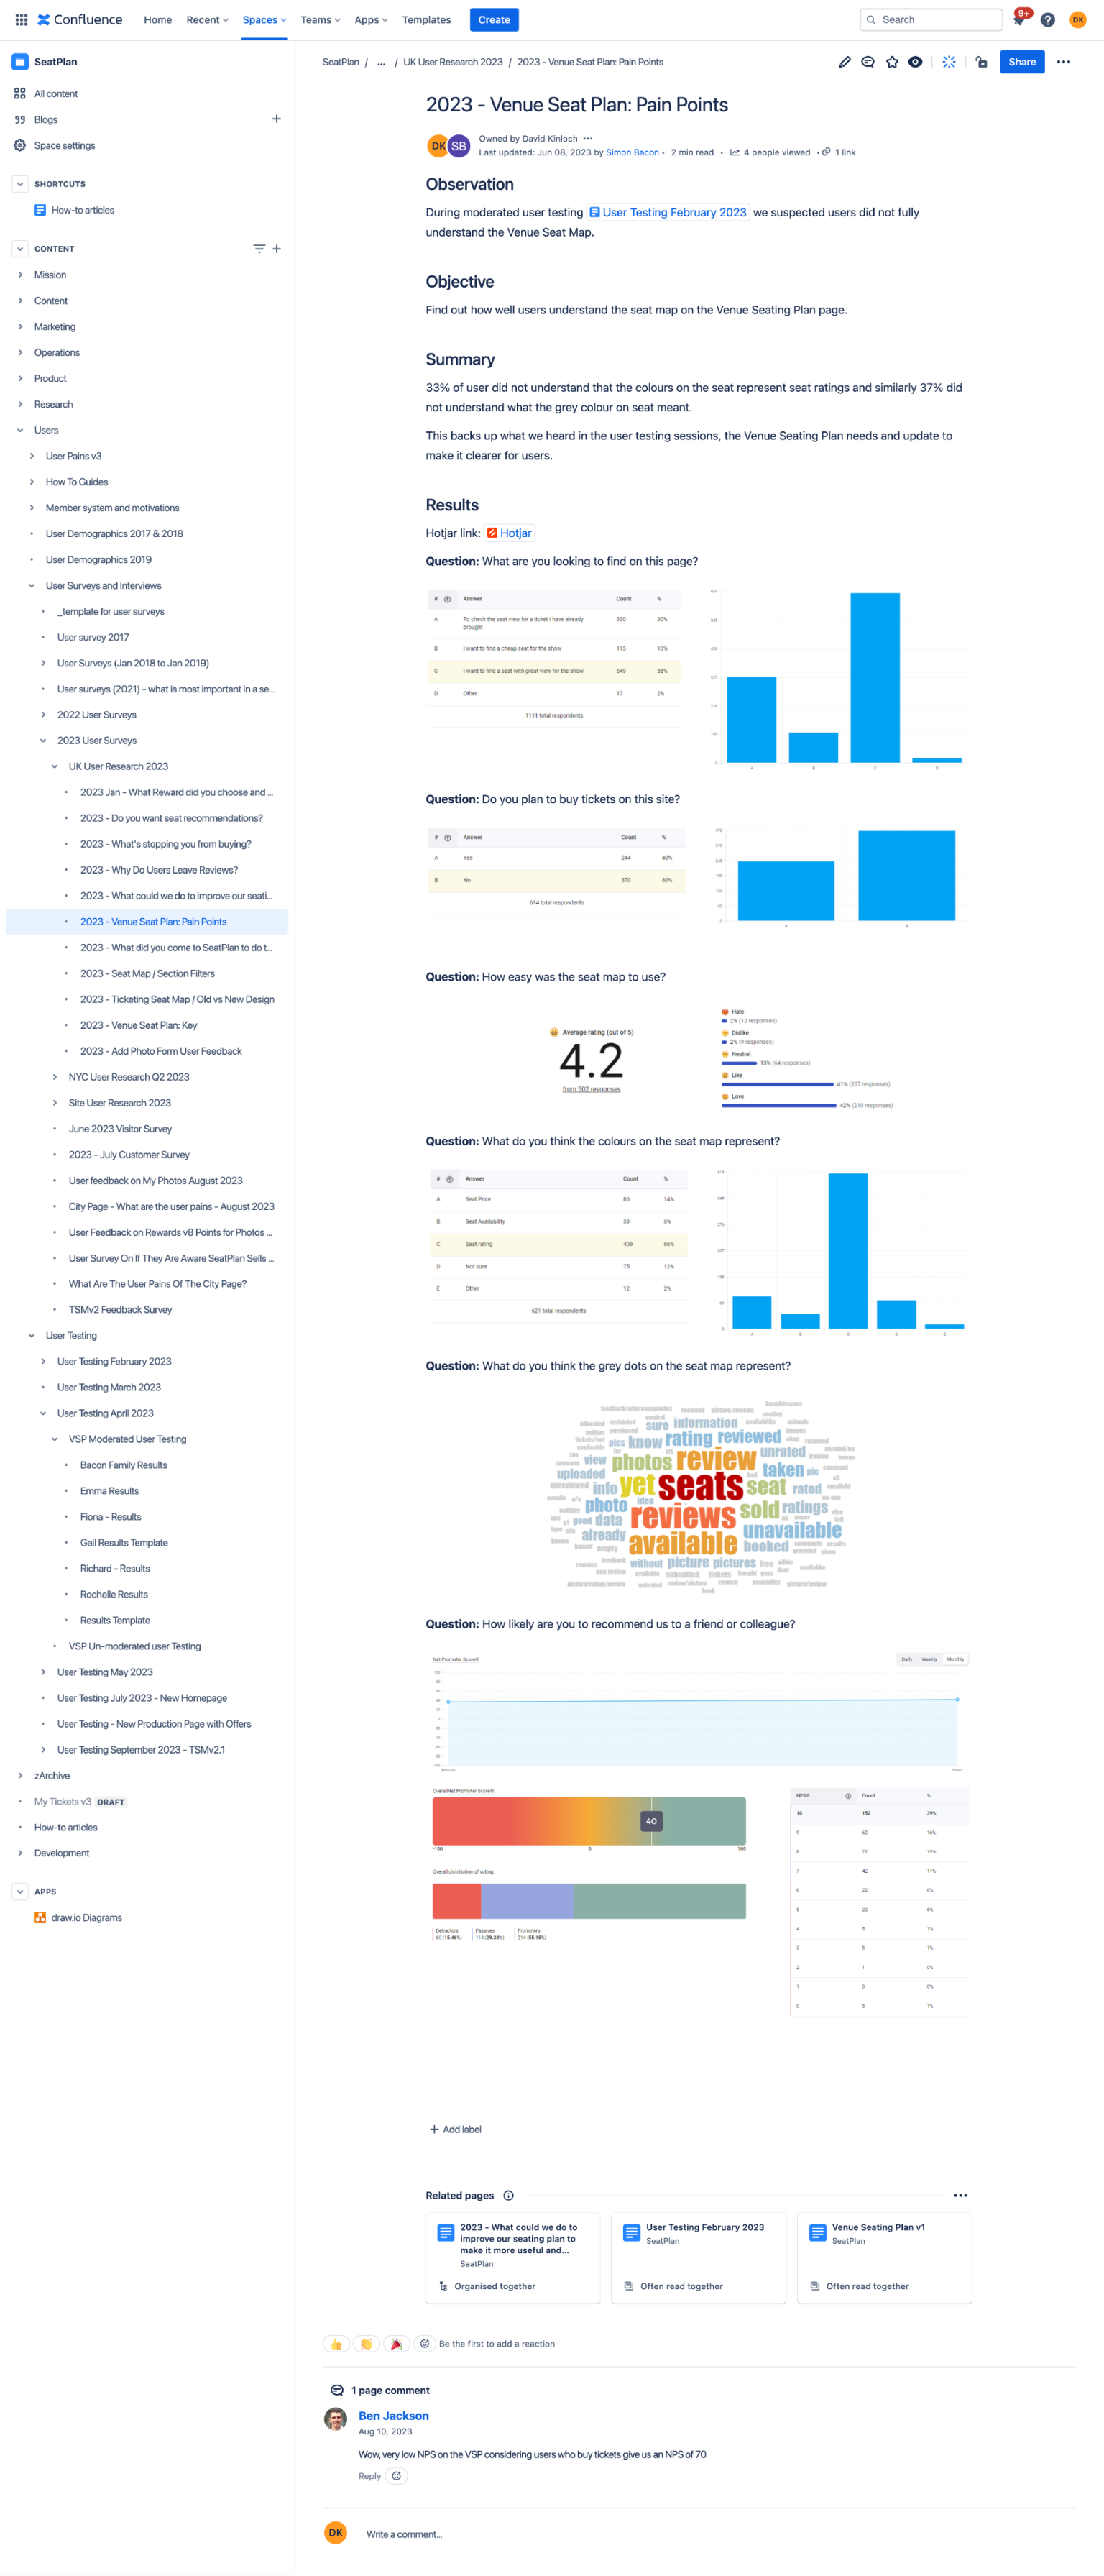 Confluence Home Recent Spaces Teams Apps Templates Create Search 9+ DK
SeatPlan
All content
Blogs
Space settings
SHORTCUTS
How-to articles
CONTENT
Mission
Content
Marketing
Operations
Product
Research
Users
User Pains v3
How To Guides
Member system and motivations
User Demographics 2017 & 2018
User Demographics 2019
User Surveys and Interviews
_template for user surveys
User survey 2017
User Surveys (Jan 2018 to Jan 2019)
User surveys (2021) - what is most important in a se...
2022 User Surveys
2023 User Surveys
UK User Research 2023
2023 Jan - What Reward did you choose and ...
2023 - Do you want seat recommendations?
2023 - What's stopping you from buying?
2023 - Why Do Users Leave Reviews?
2023 - What could we do to improve our seati...
2023 - Venue Seat Plan: Pain Points
2023 - What did you come to SeatPlan to do t...
2023 - Seat Map / Section Filters
2023 - Ticketing Seat Map / Old vs New Design
2023 - Venue Seat Plan: Key
2023 - Add Photo Form User Feedback
NYC User Research Q2 2023
Site User Research 2023
June 2023 Visitor Survey
2023 - July Customer Survey
User feedback on My Photos August 2023
City Page - What are the user pains - August 2023
User Feedback on Rewards v8 Points for Photos ...
User Survey On If They Are Aware SeatPlan Sells ...
What Are The User Pains Of The City Page?
TSMv2 Feedback Survey
User Testing
User Testing February 2023
User Testing March 2023
User Testing April 2023
VSP Moderated User Testing
Bacon Family Results
Emma Results
Fiona - Results
Gail Results Template
Richard - Results
Rochelle Results
Results Template
VSP Un-moderated user Testing
User Testing May 2023
User Testing July 2023 - New Homepage
User Testing - New Production Page with Offers
User Testing September 2023 - TSMv2.1
zArchive
My Tickets v3 DRAFT
How-to articles
Development
APPS
draw.io Diagrams
SeatPlan / ... / UK User Research 2023 / 2023 - Venue Seat Plan: Pain Points
Share
2023 - Venue Seat Plan: Pain Points
DK SB
Owned by David Kinloch
Last updated: Jun 08, 2023 by Simon Bacon • 2 min read • 4 people viewed • 1 link
Observation
During moderated user testing User Testing February 2023 we suspected users did not fully
understand the Venue Seat Map.
Objective
Find out how well users understand the seat map on the Venue Seating Plan page.
Summary
33% of user did not understand that the colours on the seat represent seat ratings and similarly 37% did
not understand what the grey colour on seat meant.
This backs up what we heard in the user testing sessions, the Venue Seating Plan needs and update to
make it clearer for users.
Results
Hotjar link: Hotjar
Question: What are you looking to find on this page?
# Answer Count %
A To check the seat view for a ticket I have already 330 30%
brought
B I want to find a cheap seat for the show 115 10%
C I want to find a seat with great view for the show 649 58%
D Other 17 2%
1111 total respondents
A B C D
Question: Do you plan to buy tickets on this site?
# Answer Count %
A Yes 244 40%
B No 370 60%
614 total respondents
A B
Question: How easy was the seat map to use?
Average rating (out of 5)
4.2
from 502 responses
Hate
2% (12 responses)
Dislike
2% (9 responses)
Neutral
13% (64 responses)
Like
41% (207 responses)
Love
42% (210 responses)
Question: What do you think the colours on the seat map represent?
# Answer Count %
A Seat Price 86 14%
B Seat Availability 39 6%
C Seat rating 409 66%
D Not sure 75 12%
E Other 12 2%
621 total respondents
A B C D E
Question: What do you think the grey dots on the seat map represent?
sure information
pics know rating reviewed
view photos review unrated
uploaded info yet seats seat taken pic
photo idea reviews sold ratings
good data
already available unavailable
booked
empty without picture pictures free
Question: How likely are you to recommend us to a friend or colleague?
Net Promoter Score®
Daily Weekly Monthly
February March
Overall Net Promoter Score®
40
-100 0 100
Overall distribution of voting
Detractors Passives Promoters
60 (15.46%) 114 (29.38%) 214 (55.15%)
NPS® Count %
10 152 39%
9 62 16%
8 72 19%
7 42 11%
6 22 6%
5 22 6%
4 5 1%
3 5 1%
2 1 0%
1 0 0%
0 5 1%
Add label
Related pages
2023 - What could we do to
improve our seating plan to
make it more useful and...
SeatPlan
Organised together
User Testing February 2023
SeatPlan
Often read together
Venue Seating Plan v1
SeatPlan
Often read together
Be the first to add a reaction
1 page comment
Ben Jackson
Aug 10, 2023
Wow, very low NPS on the VSP considering users who buy tickets give us an NPS of 70
Reply
DK
Write a comment...